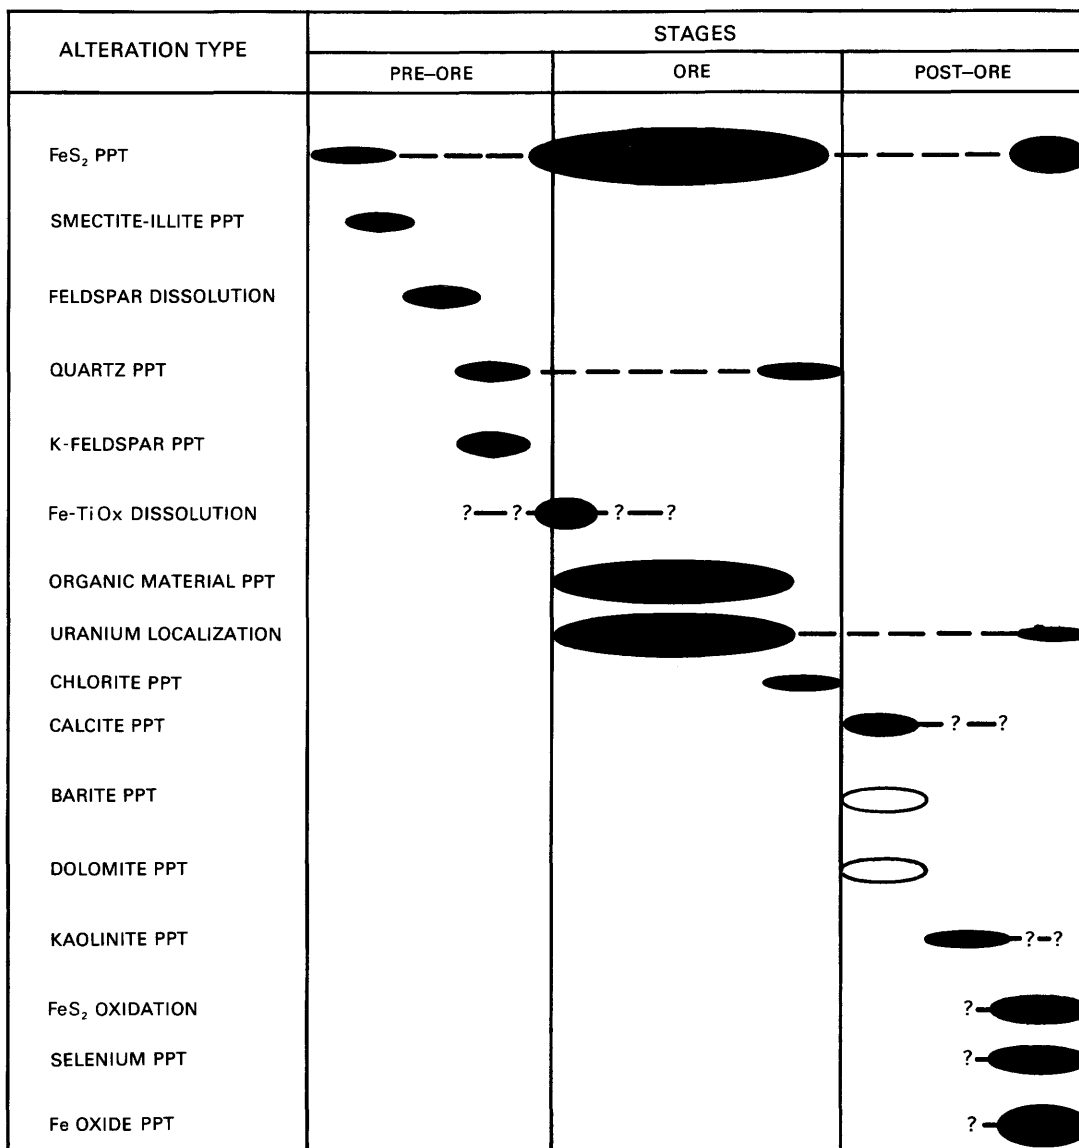 ALTERATION TYPE
STAGES
PRE–ORE ORE POST–ORE
FeS₂ PPT
SMECTITE-ILLITE PPT
FELDSPAR DISSOLUTION
QUARTZ PPT
K-FELDSPAR PPT
Fe-TiOx DISSOLUTION ?——?— —?——?
ORGANIC MATERIAL PPT
URANIUM LOCALIZATION
CHLORITE PPT
CALCITE PPT —?——?
BARITE PPT
DOLOMITE PPT
KAOLINITE PPT –?–?
FeS₂ OXIDATION ?–
SELENIUM PPT ?–
Fe OXIDE PPT ?–